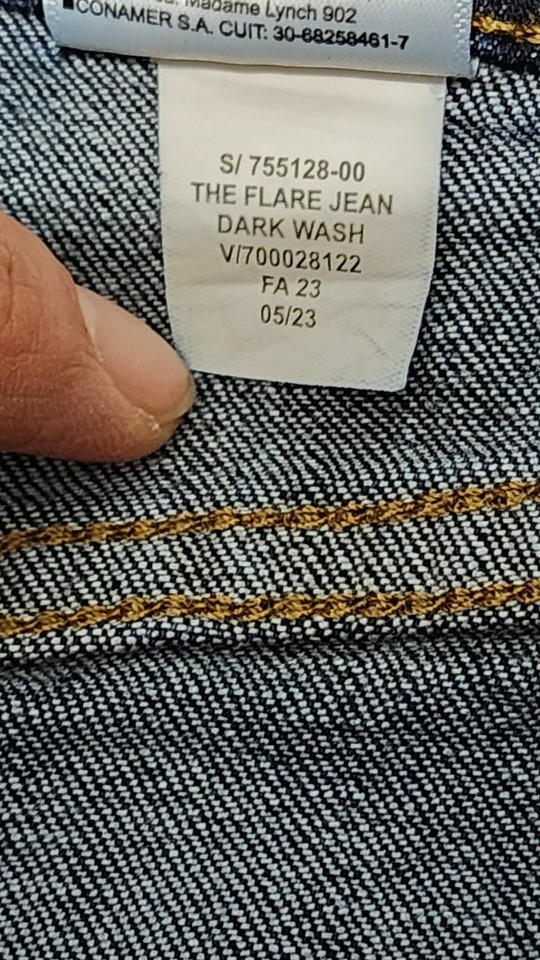 Madame Lynch 902
■CONAMER S.A. CUIT: 30-68258461-7
S/ 755128-00
THE FLARE JEAN
DARK WASH
V/700028122
FA 23
05/23